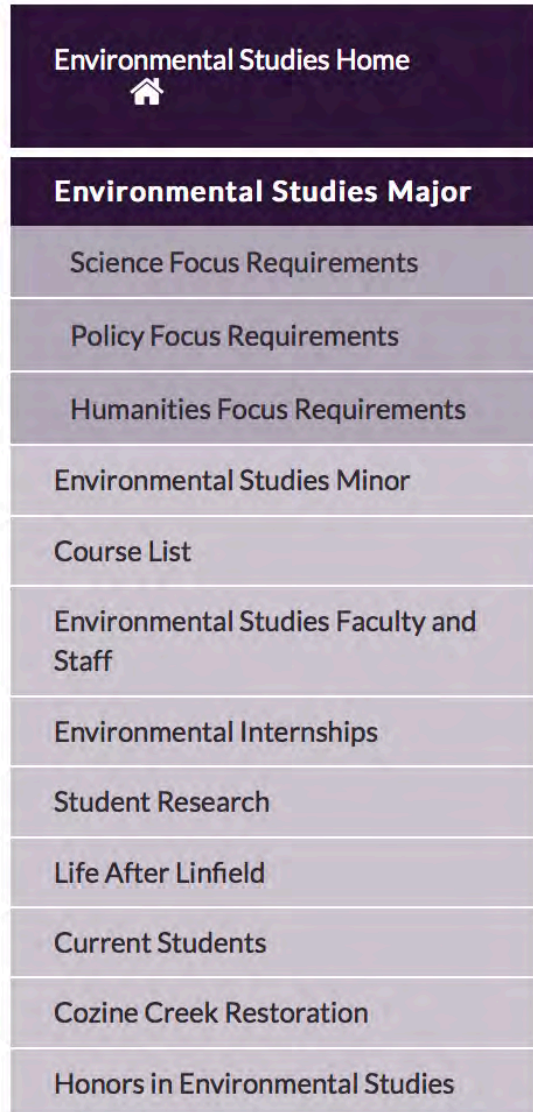 Environmental Studies Home
Environmental Studies Major
Science Focus Requirements
Policy Focus Requirements
Humanities Focus Requirements
Environmental Studies Minor
Course List
Environmental Studies Faculty and
Staff
Environmental Internships
Student Research
Life After Linfield
Current Students
Cozine Creek Restoration
Honors in Environmental Studies